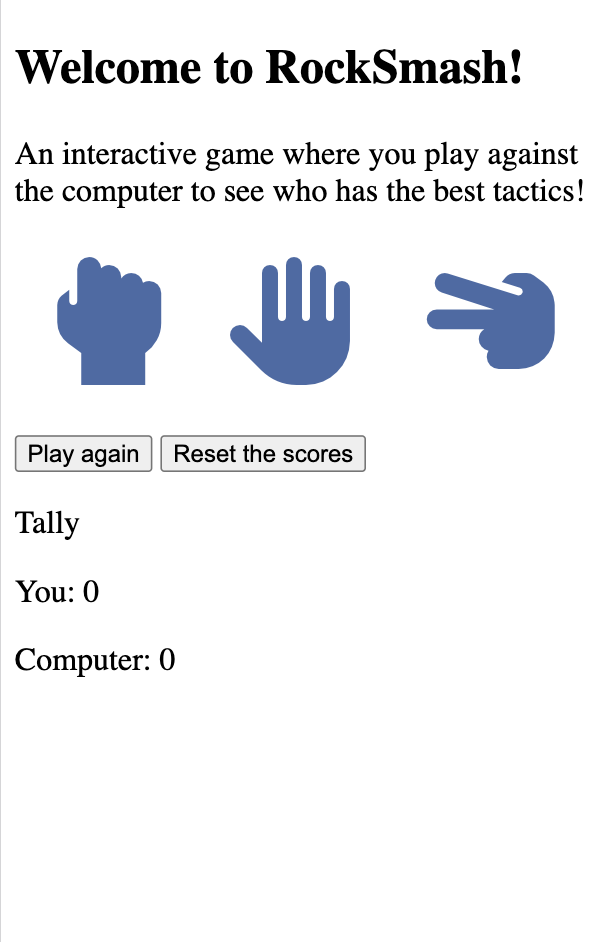 Welcome to RockSmash!
An interactive game where you play against
the computer to see who has the best tactics!
Play again Reset the scores
Tally
You: 0
Computer: 0